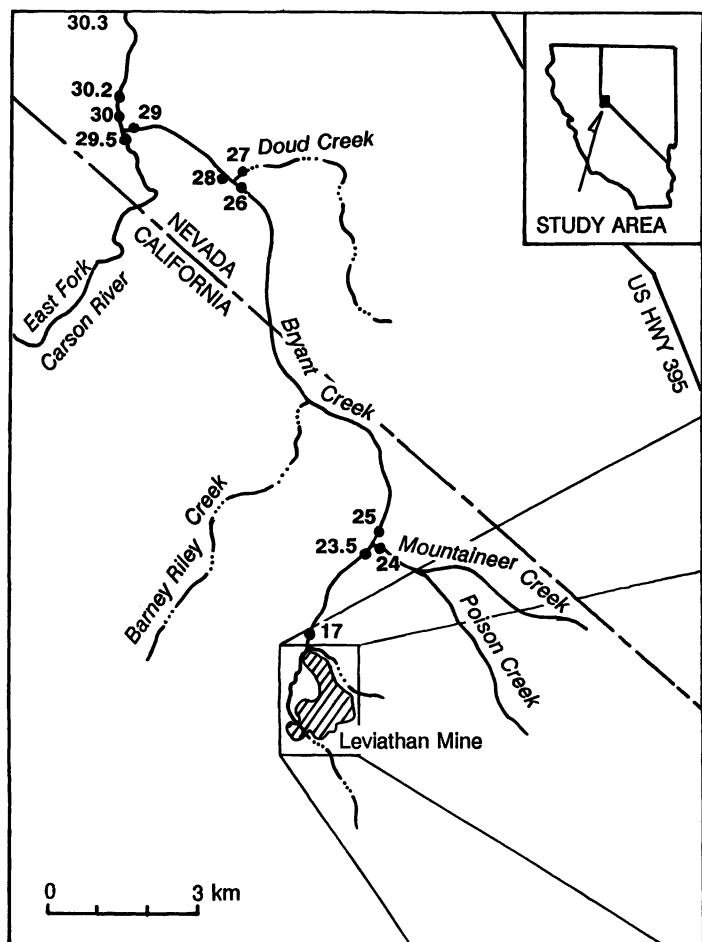 30.3
30.2
30
29
29.5
27
Doud Creek
28
26
STUDY AREA
NEVADA
CALIFORNIA
East Fork
Carson River
US HWY 395
Bryant Creek
Barney Riley Creek
25
23.5
24
Mountaineer Creek
Poison Creek
17
Leviathan Mine
0 3 km